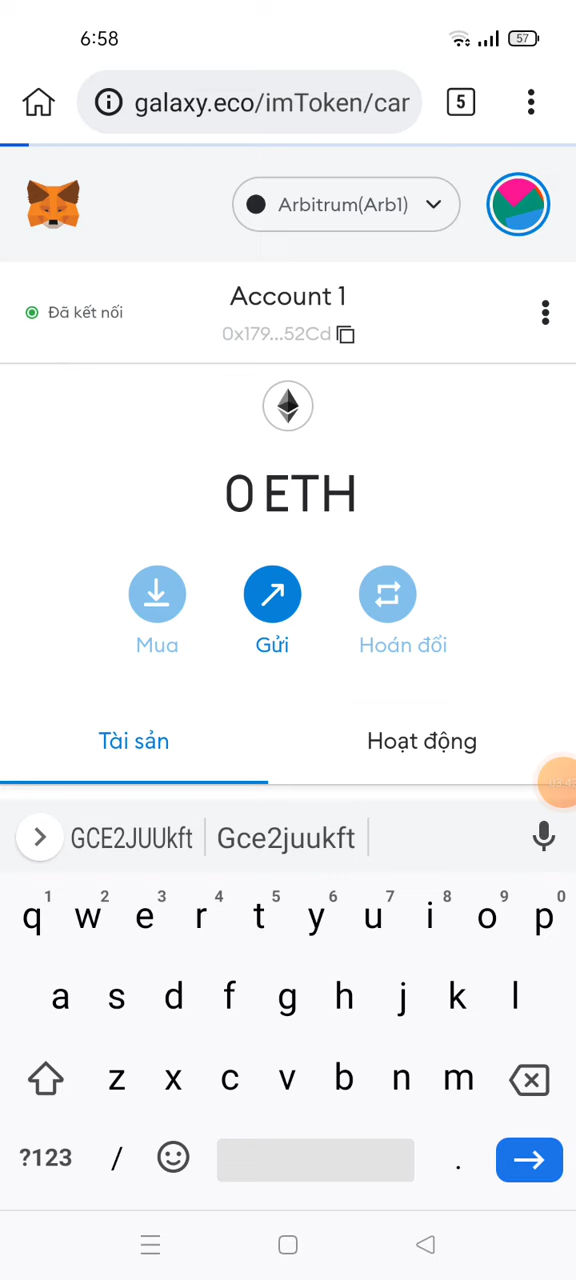 6:58
57
galaxy.eco/imToken/car
5
Arbitrum(Arb1)
Đã kết nối
Account 1
0x179...52Cd
0 ETH
Mua
Gửi
Hoán đổi
Tài sản
Hoạt động
GCE2JUUkft
Gce2juukft
1 2 3 4 5 6 7 8 9 0
q w e r t y u i o p
a s d f g h j k l
z x c v b n m
?123 / .